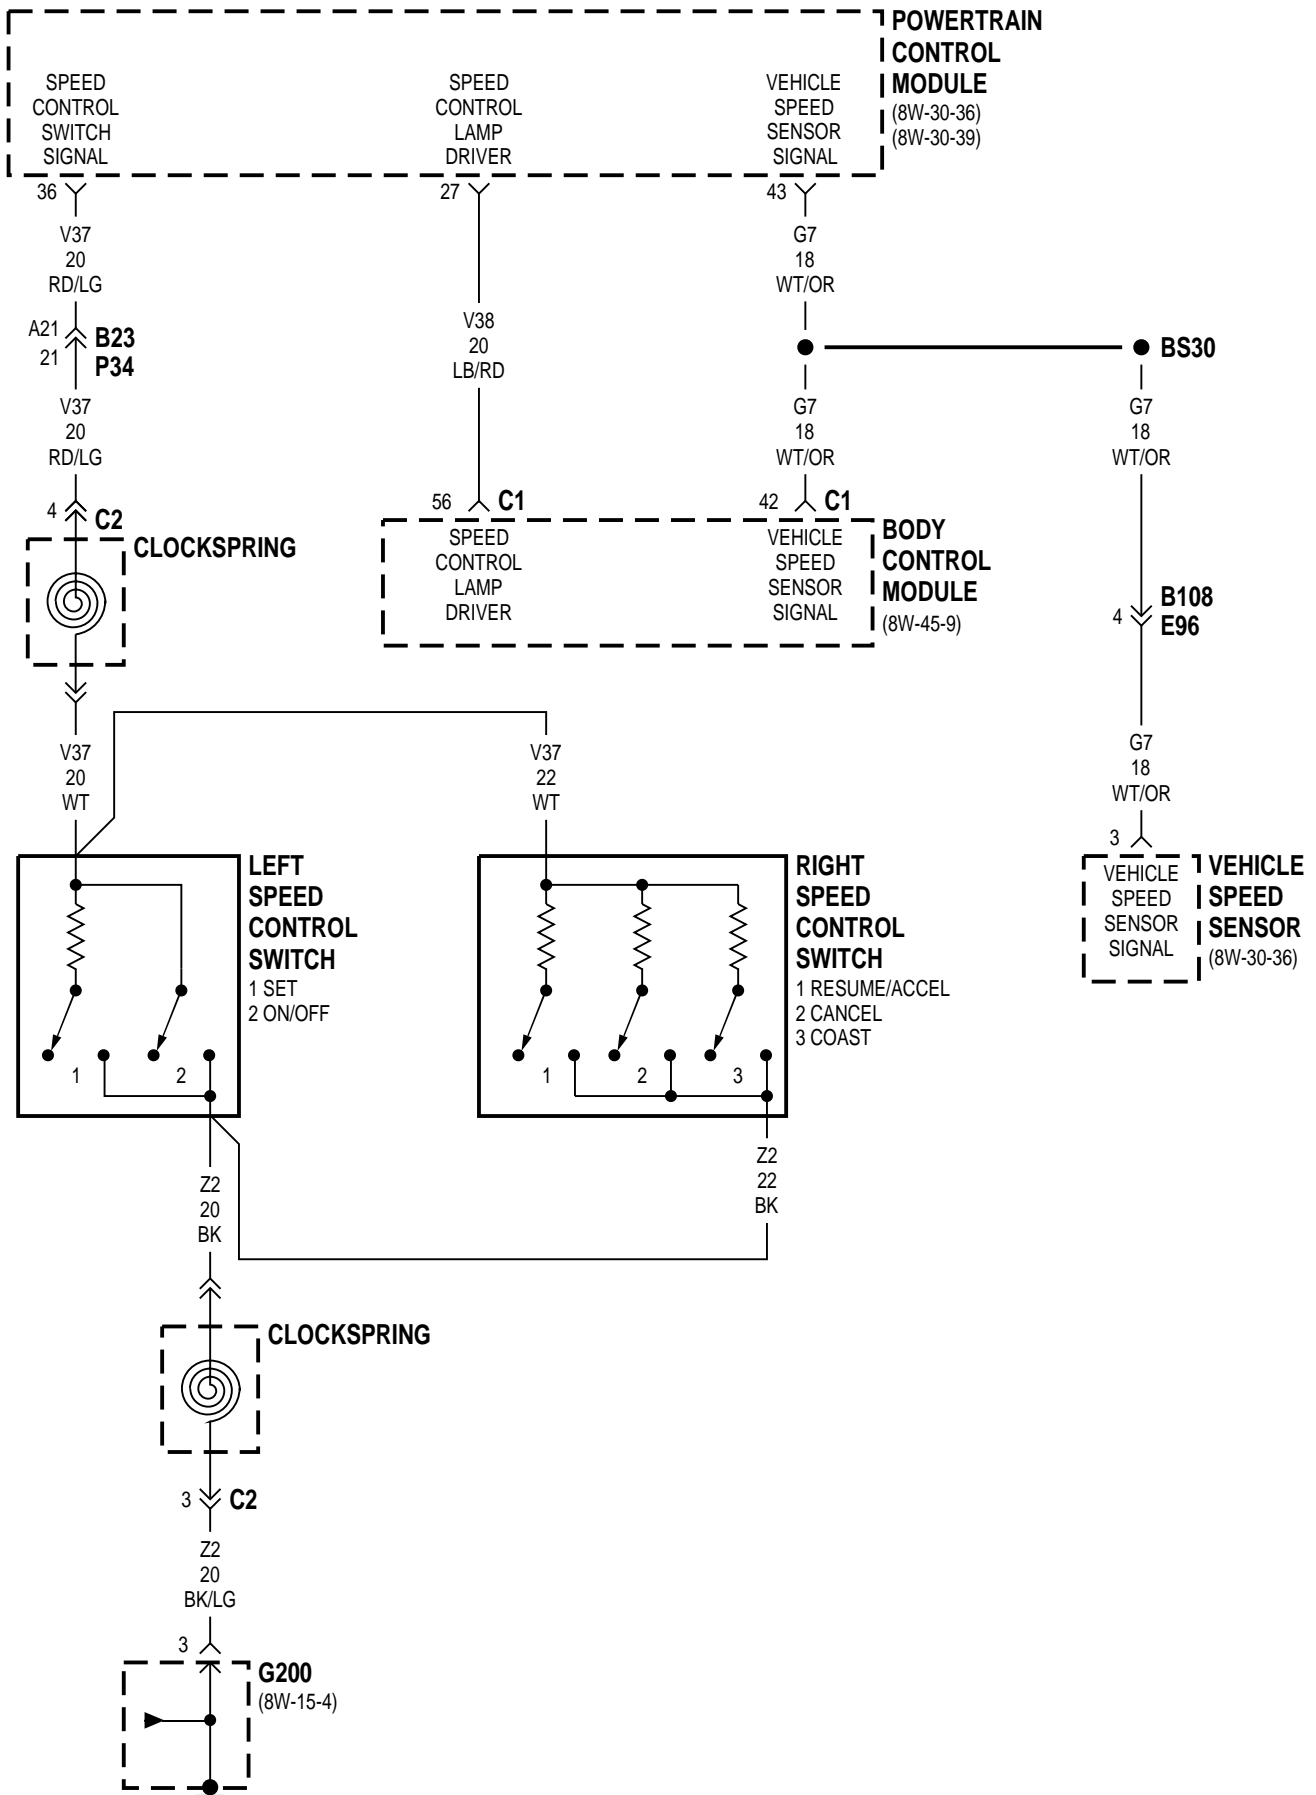 POWERTRAIN
CONTROL
MODULE
(8W-30-36)
(8W-30-39)
SPEED
CONTROL
SWITCH
SIGNAL
SPEED
CONTROL
LAMP
DRIVER
VEHICLE
SPEED
SENSOR
SIGNAL
36
27
43
V37
20
RD/LG
G7
18
WT/OR
A21
21
B23
P34
V38
20
LB/RD
BS30
V37
20
RD/LG
G7
18
WT/OR
G7
18
WT/OR
4
C2
56
C1
42
C1
CLOCKSPRING
SPEED
CONTROL
LAMP
DRIVER
VEHICLE
SPEED
SENSOR
SIGNAL
BODY
CONTROL
MODULE
(8W-45-9)
4
B108
E96
V37
20
WT
V37
22
WT
G7
18
WT/OR
3
LEFT
SPEED
CONTROL
SWITCH
1 SET
2 ON/OFF
1
2
RIGHT
SPEED
CONTROL
SWITCH
1 RESUME/ACCEL
2 CANCEL
3 COAST
1
2
3
VEHICLE
SPEED
SENSOR
SIGNAL
VEHICLE
SPEED
SENSOR
(8W-30-36)
Z2
20
BK
Z2
22
BK
CLOCKSPRING
3
C2
Z2
20
BK/LG
3
G200
(8W-15-4)